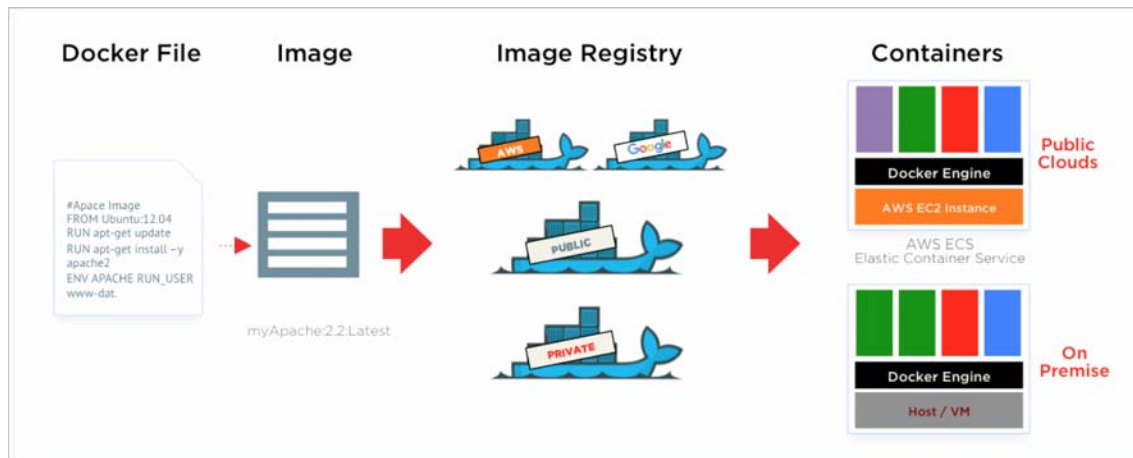 Docker File
Image
Image Registry
Containers
#Apace Image
FROM Ubuntu:12.04
RUN apt-get update
RUN apt-get install –y
apache2
ENV APACHE RUN_USER
www-dat.
myApache:2.2:Latest
AWS
Google
PUBLIC
PRIVATE
Docker Engine
AWS EC2 Instance
AWS ECS
Elastic Container Service
Public
Clouds
Docker Engine
Host / VM
On
Premise